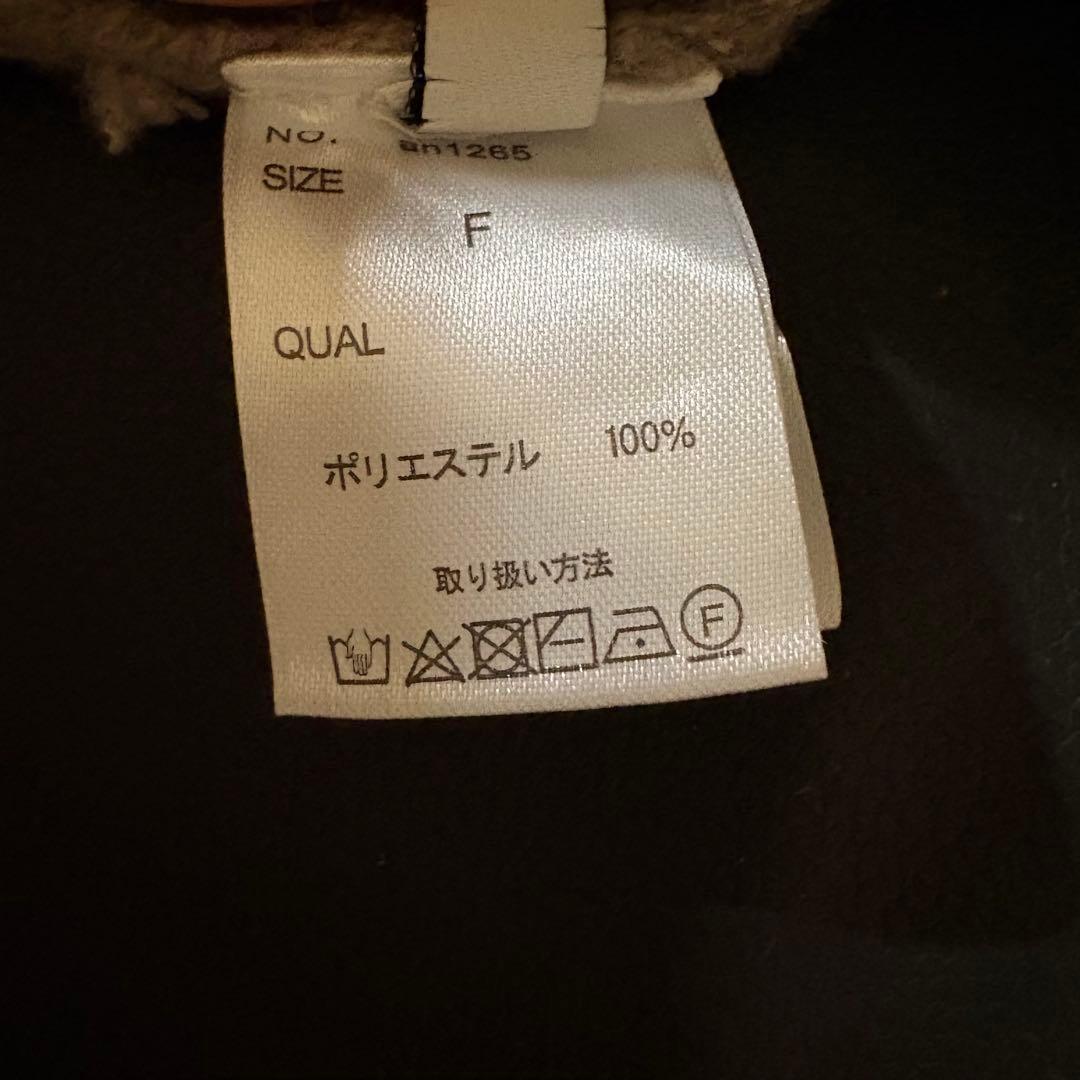 NO. an1265
SIZE
F
QUAL
ポリエステル 100%
取り扱い方法
F